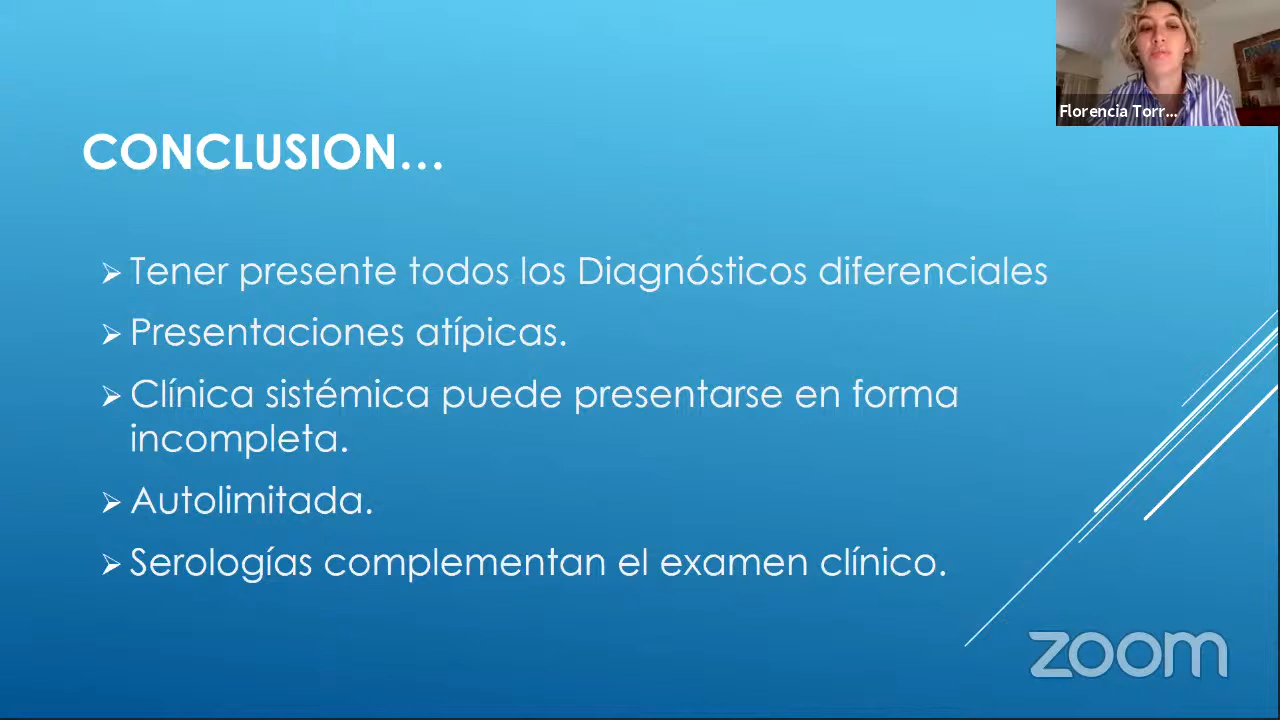 Florencia Torr...
CONCLUSION...
Tener presente todos los Diagnósticos diferenciales
Presentaciones atípicas.
Clínica sistémica puede presentarse en forma
incompleta.
Autolimitada.
Serologías complementan el examen clínico.
zoom